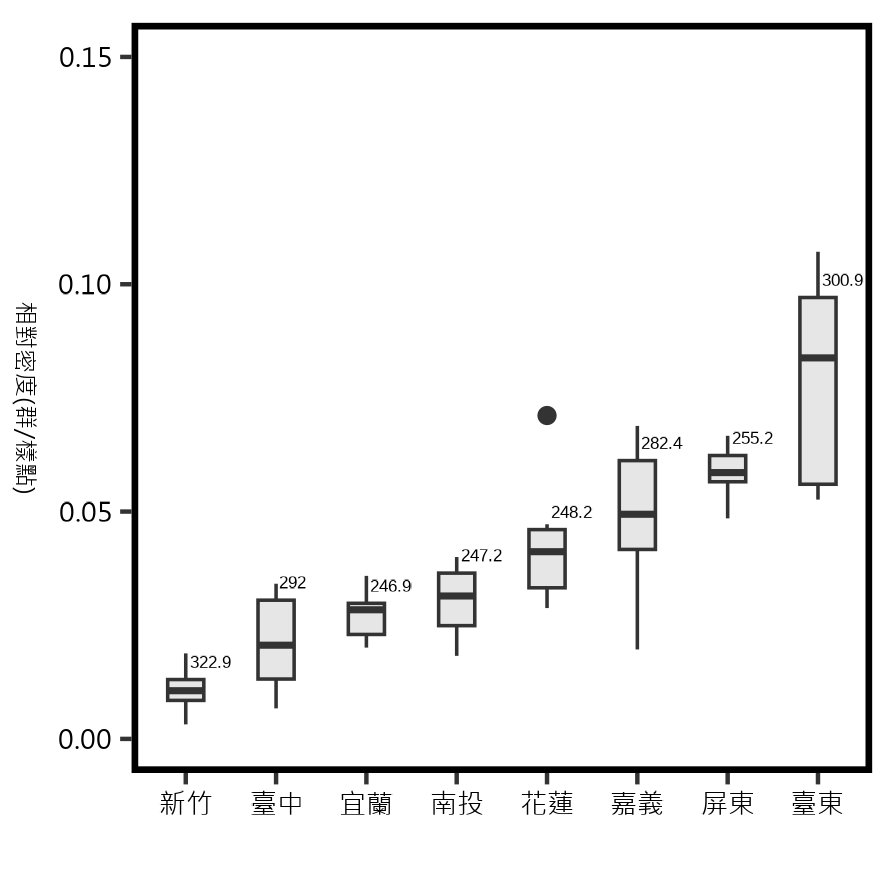 0.15
0.10
0.05
0.00
相對密度(群/樣點)
322.9
292
246.9
247.2
248.2
282.4
255.2
300.9
新竹
臺中
宜蘭
南投
花蓮
嘉義
屏東
臺東